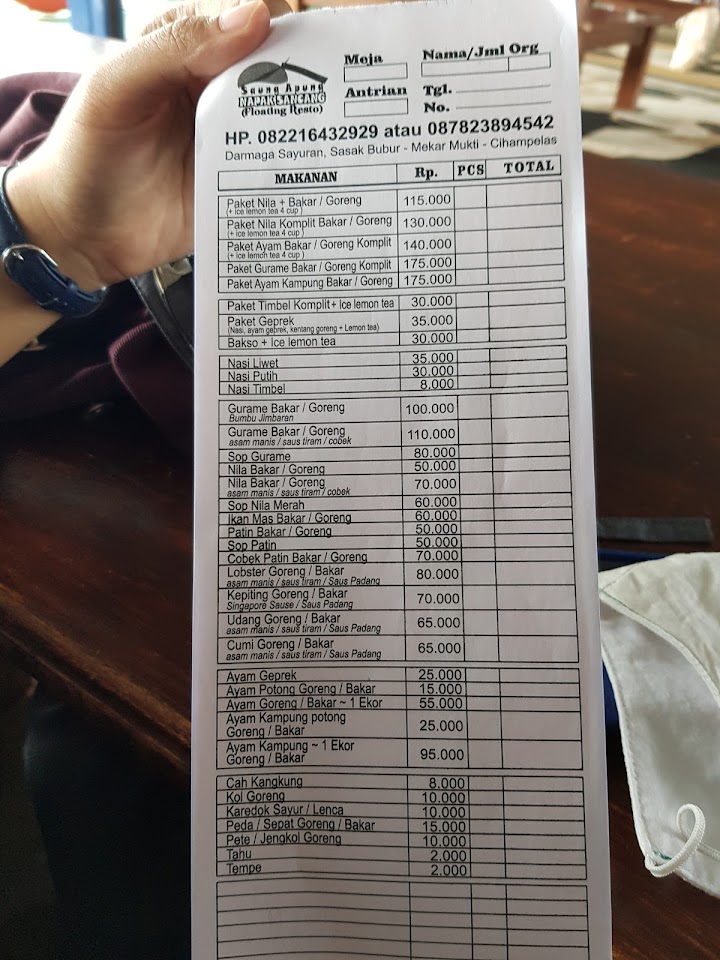 Saung Apung
NAPAK SANCANG
(Floating Resto)
Meja
Nama/Jml Org
Antrian
Tgl.
No.
HP. 082216432929 atau 087823894542
Darmaga Sayuran, Sasak Bubur - Mekar Mukti - Cihampelas
MAKANAN Rp. PCS TOTAL
Paket Nila + Bakar / Goreng 115.000
(+ ice lemon tea 4 cup )
Paket Nila Komplit Bakar / Goreng 130.000
(+ ice lemon tea 4 cup )
Paket Ayam Bakar / Goreng Komplit 140.000
(+ ice lemon tea 4 cup )
Paket Gurame Bakar / Goreng Komplit 175.000
Paket Ayam Kampung Bakar / Goreng 175.000
Paket Timbel Komplit+ Ice lemon tea 30.000
Paket Geprek 35.000
(Nasi, ayam geprek, kentang goreng + Lemon tea)
Bakso + Ice lemon tea 30.000
Nasi Liwet 35.000
Nasi Putih 30.000
Nasi Timbel 8.000
Gurame Bakar / Goreng 100.000
Bumbu Jimbaran
Gurame Bakar / Goreng 110.000
asam manis / saus tiram / cobek
Sop Gurame 80.000
Nila Bakar / Goreng 50.000
Nila Bakar / Goreng 70.000
asam manis / saus tiram / cobek
Sop Nila Merah 60.000
Ikan Mas Bakar / Goreng 60.000
Patin Bakar / Goreng 50.000
Sop Patin 50.000
Cobek Patin Bakar / Goreng 70.000
Lobster Goreng / Bakar 80.000
asam manis / saus tiram / Saus Padang
Kepiting Goreng / Bakar 70.000
Singapore Sause / Saus Padang
Udang Goreng / Bakar 65.000
asam manis / saus tiram / Saus Padang
Cumi Goreng / Bakar 65.000
asam manis / saus tiram / Saus Padang
Ayam Geprek 25.000
Ayam Potong Goreng / Bakar 15.000
Ayam Goreng / Bakar ~ 1 Ekor 55.000
Ayam Kampung potong
Goreng / Bakar 25.000
Ayam Kampung ~ 1 Ekor
Goreng / Bakar 95.000
Cah Kangkung 8.000
Kol Goreng 10.000
Karedok Sayur / Lenca 10.000
Peda / Sepat Goreng / Bakar 15.000
Pete / Jengkol Goreng 10.000
Tahu 2.000
Tempe 2.000